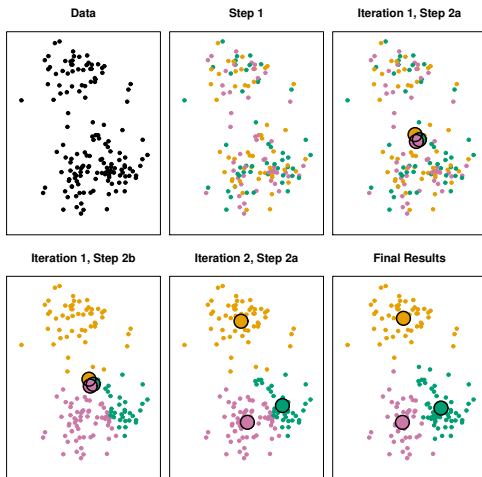 Data
Step 1
Iteration 1, Step 2a
Iteration 1, Step 2b
Iteration 2, Step 2a
Final Results